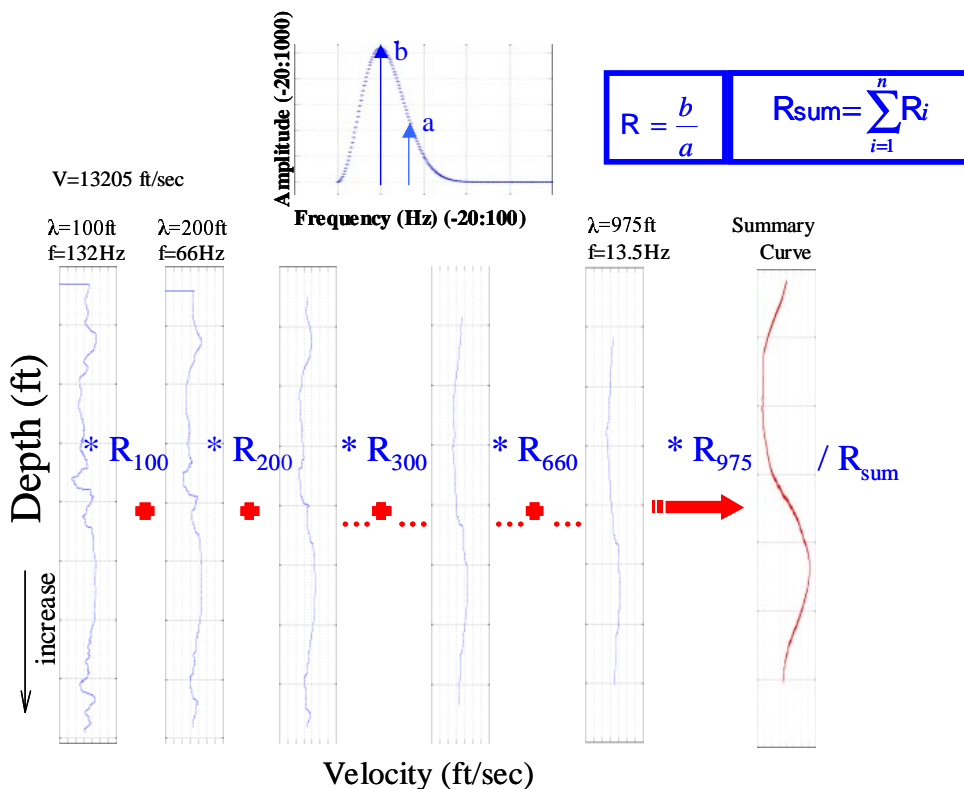 Amplitude (-20:1000)
b
a
Frequency (Hz) (-20:100)
R = b/a
Rsum= n ∑ i=1 Ri
V=13205 ft/sec
λ=100ft
f=132Hz
λ=200ft
f=66Hz
λ=975ft
f=13.5Hz
Summary
Curve
Depth (ft)
increase
* R100
* R200
* R300
* R660
* R975
/ Rsum
...... 
......
Velocity (ft/sec)